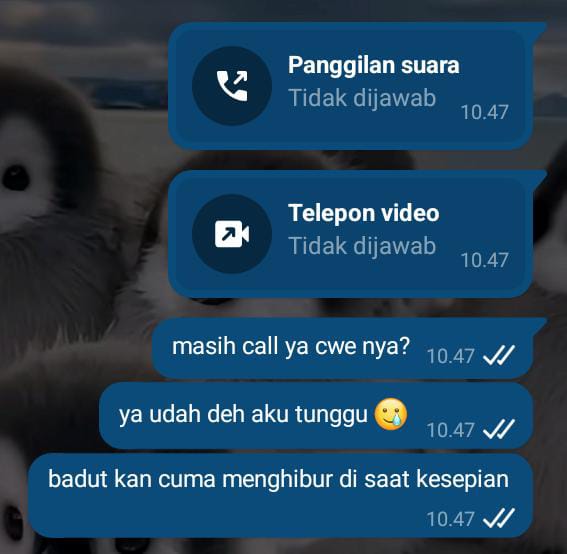 Panggilan suara
Tidak dijawab
10.47
Telepon video
Tidak dijawab
10.47
masih call ya cwe nya? 10.47
ya udah deh aku tunggu 🥲 10.47
badut kan cuma menghibur di saat kesepian
10.47